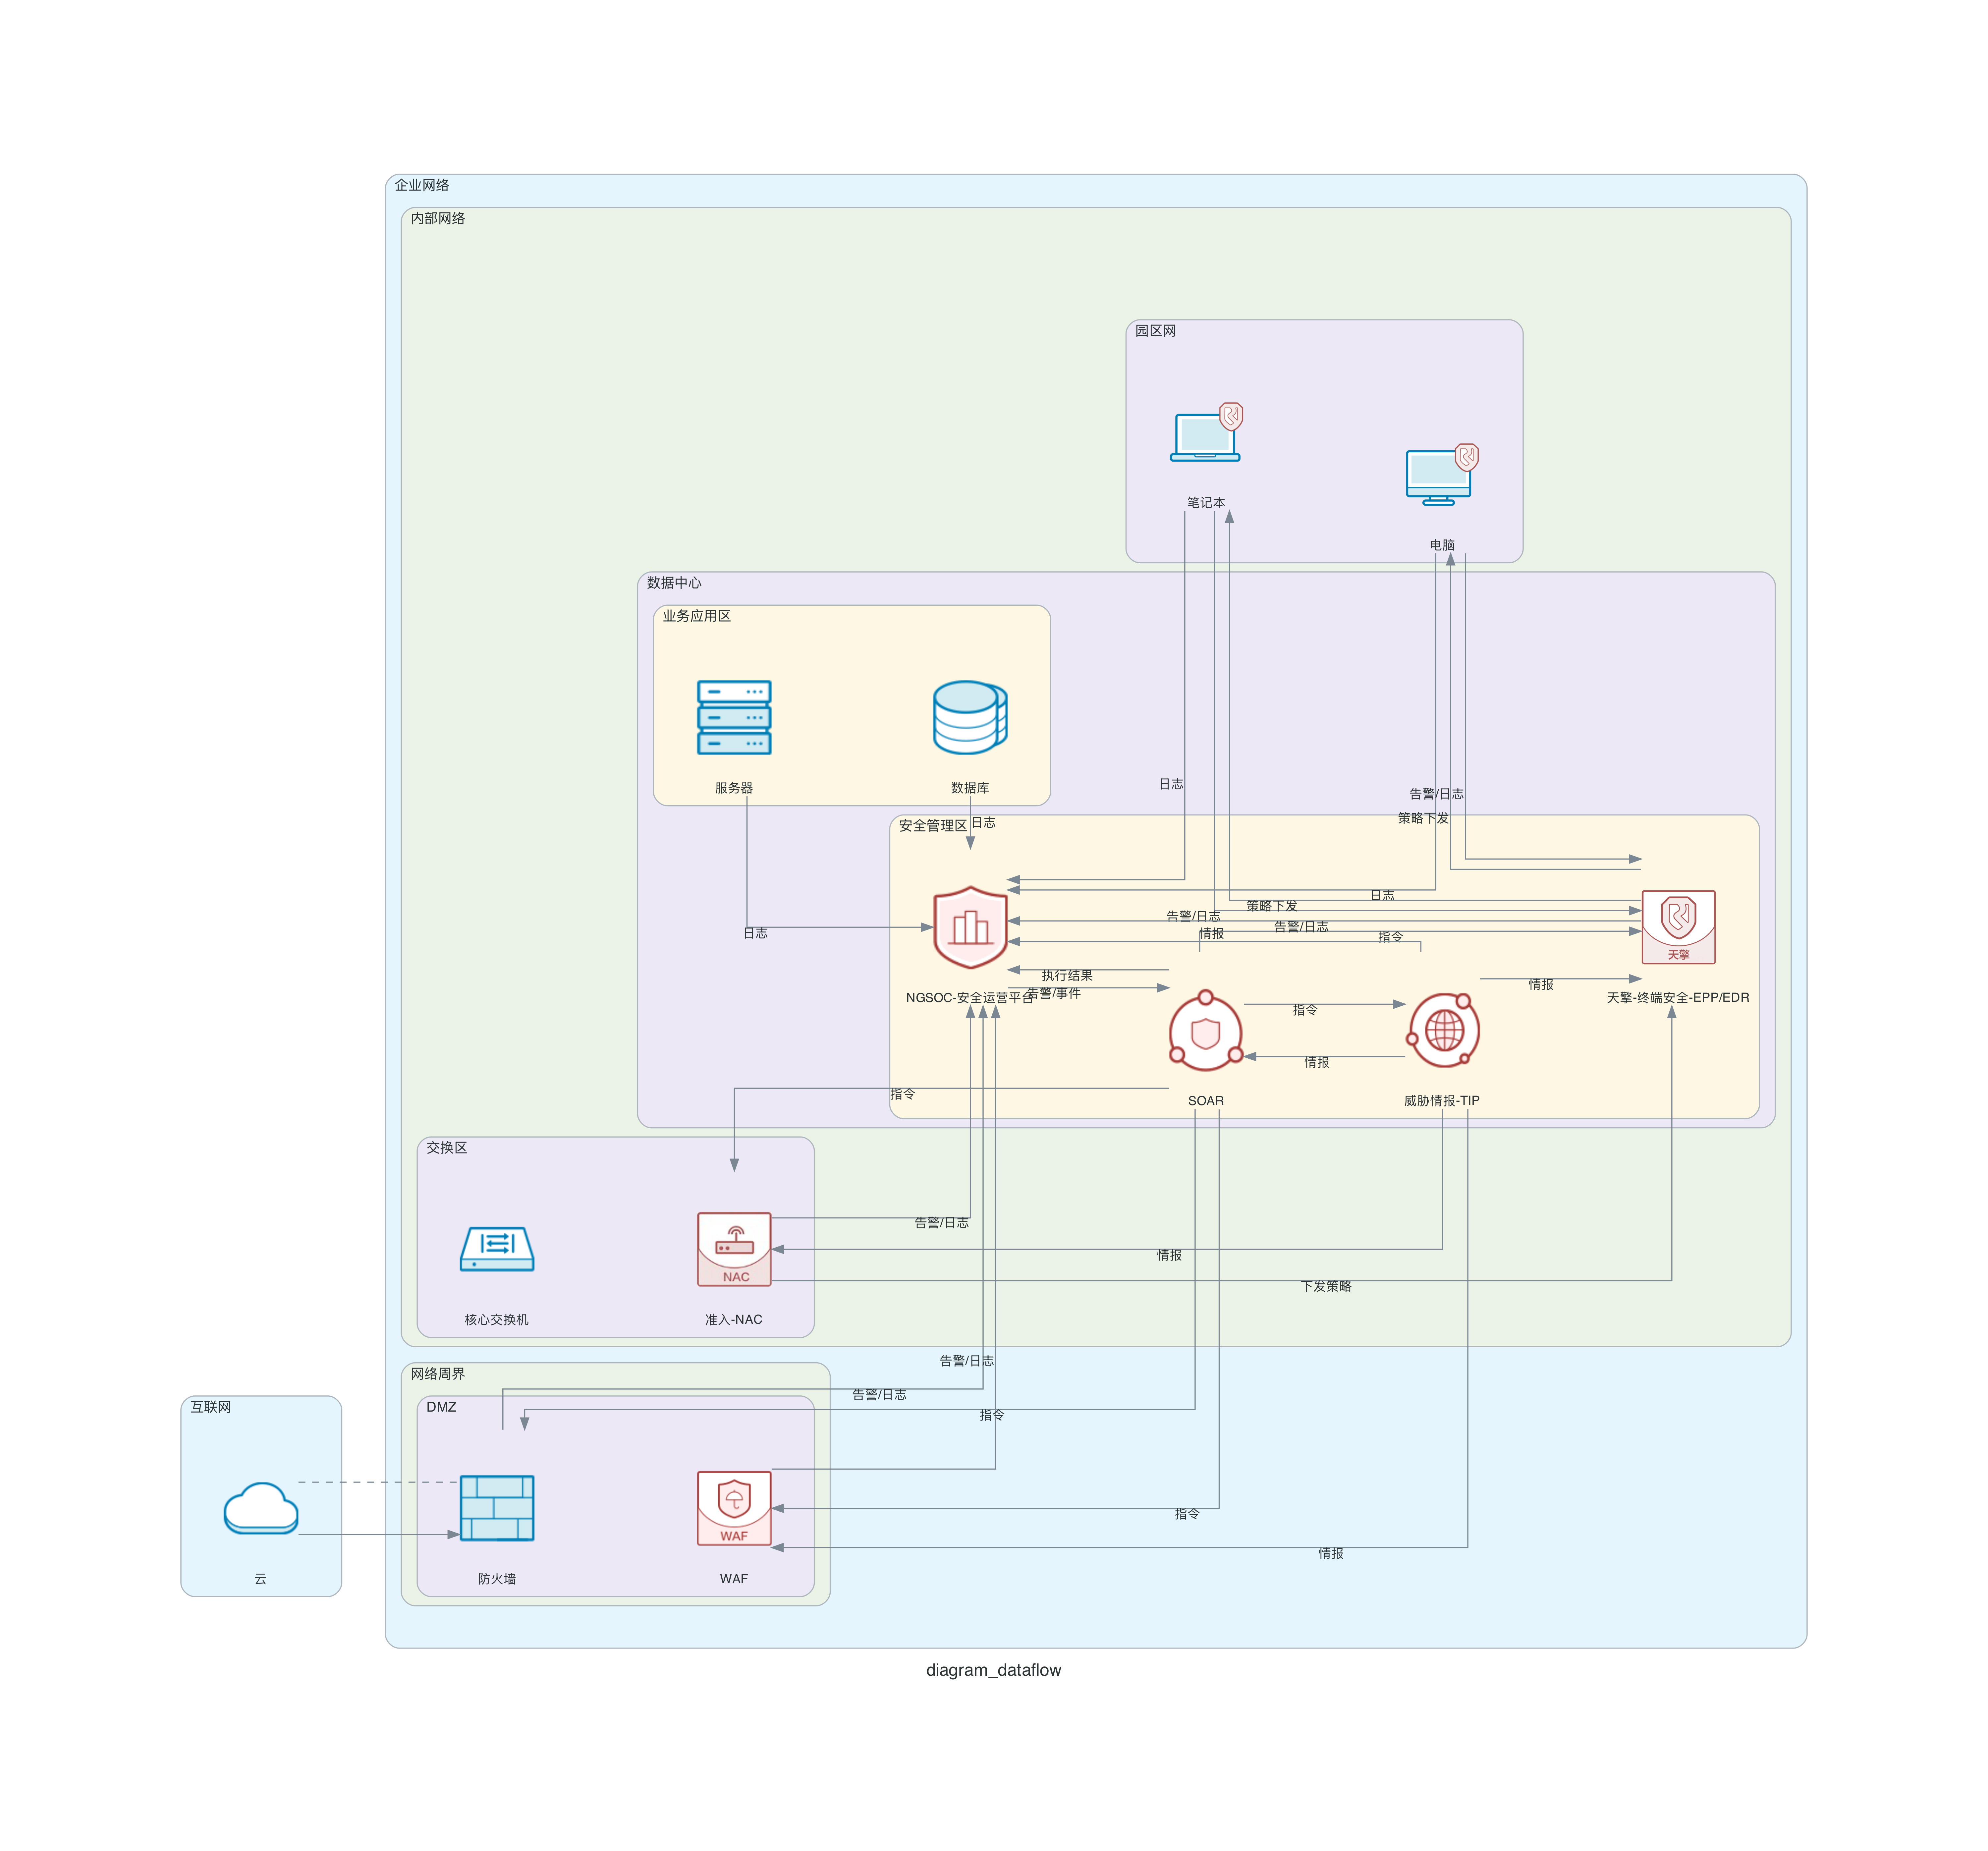 企业网络
内部网络
园区网
笔记本
电脑
数据中心
业务应用区
服务器
数据库
日志
告警/日志
策略下发
日志
安全管理区
日志
策略下发
告警/日志
告警/日志
情报
指令
日志
天擎
执行结果
告警/事件
NGSOC-安全运营平台
情报
天擎-终端安全-EPP/EDR
指令
情报
指令
SOAR
威胁情报-TIP
交换区
告警/日志
情报
NAC
下发策略
核心交换机
准入-NAC
告警/日志
网络周界
告警/日志
互联网
DMZ
指令
指令
WAF
情报
云
防火墙
WAF
diagram_dataflow